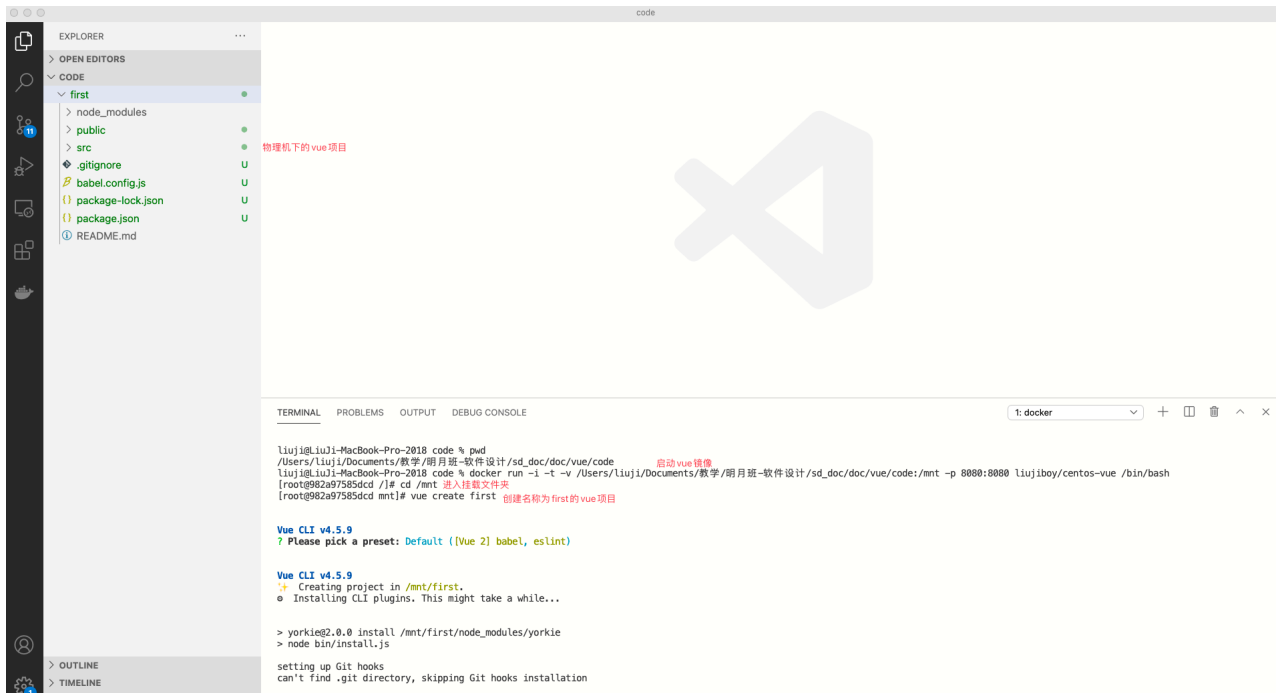 code
EXPLORER
OPEN EDITORS
CODE
first
node_modules
public
src
.gitignore U
babel.config.js U
package-lock.json U
package.json U
README.md
11
物理机下的vue项目
OUTLINE
TIMELINE
1
TERMINAL PROBLEMS OUTPUT DEBUG CONSOLE 1: docker
liuji@LiuJi-MacBook-Pro-2018 code % pwd
/Users/liuji/Documents/教学/明月班-软件设计/sd_doc/doc/vue/code 启动vue镜像
liuji@LiuJi-MacBook-Pro-2018 code % docker run -i -t -v /Users/liuji/Documents/教学/明月班-软件设计/sd_doc/doc/vue/code:/mnt -p 8080:8080 liujiboy/centos-vue /bin/bash
[root@982a97585dcd /]# cd /mnt 进入挂载文件夹
[root@982a97585dcd mnt]# vue create first 创建名称为first的vue项目
Vue CLI v4.5.9
? Please pick a preset: Default ([Vue 2] babel, eslint)
Vue CLI v4.5.9
Creating project in /mnt/first.
Installing CLI plugins. This might take a while...
> yorkie@2.0.0 install /mnt/first/node_modules/yorkie
> node bin/install.js
setting up Git hooks
can't find .git directory, skipping Git hooks installation